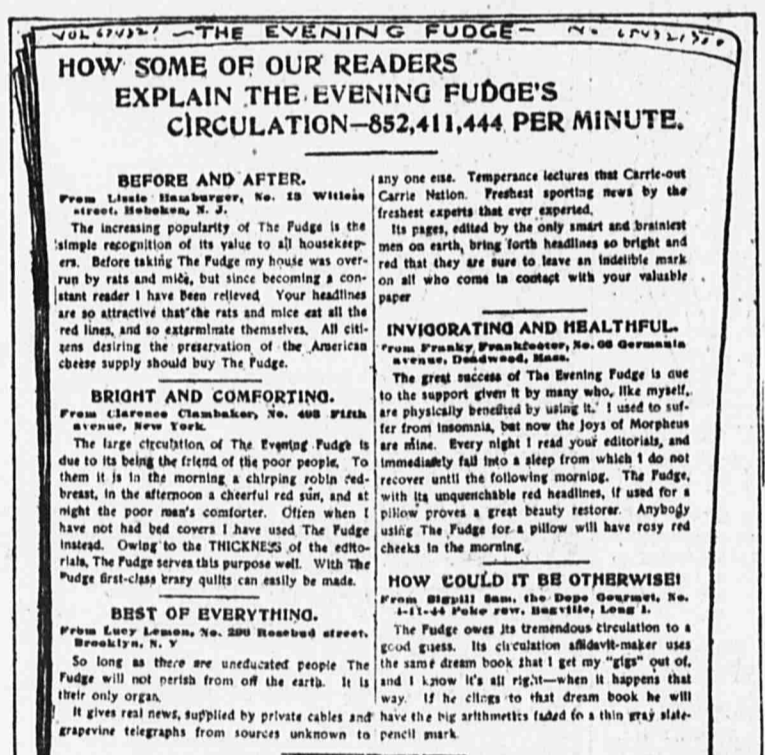 VOL 674321 —THE EVENING FUDGE— No.
HOW SOME OF OUR READERS
EXPLAIN THE EVENING FUDGE'S
CIRCULATION—852,411,444 PER MINUTE.
BEFORE AND AFTER.
From Lizzie Hamburger, No. 13 Witless
street, Hoboken, N. J.
The increasing popularity of The Fudge is the
simple recognition of its value to all housekeep-
ers. Before taking The Fudge my house was over-
run by rats and mice, but since becoming a con-
stant reader I have been relieved. Your headlines
are so attractive that the rats and mice eat all the
red lines, and so exterminate themselves. All citi-
zens desiring the preservation of the American
cheese supply should buy The Fudge.
BRIGHT AND COMFORTING.
From Clarence Clambaker, No. 498 Fifth
avenue, New York
The large circulation of The Evening Fudge is
due to its being the friend of the poor people. To
them it is in the morning a chirping robin red-
breast, in the afternoon a cheerful red sun, and at
night the poor man's comforter. Often when I
have not had bed covers I have used The Fudge
instead. Owing to the THICKNESS of the edito-
rials, The Fudge serves this purpose well. With The
Fudge first-class crazy quilts can easily be made.
BEST OF EVERYTHING.
From Lucy Lemon, No. 290 Rosebud street,
Brooklyn, N. Y
So long as there are uneducated people The
Fudge will not perish from off the earth. It is
their only organ.
It gives real news, supplied by private cables and
grapevine telegraphs from sources unknown to
any one else. Temperance lectures that Carrie-out
Carrie Nation. Freshest sporting news by the
freshest experts that ever experted.
Its pages, edited by the only smart and brainiest
men on earth, bring forth headlines so bright and
red that they are sure to leave an indelible mark
on all who come in contact with your valuable
paper
INVIGORATING AND HEALTHFUL.
From Franky Frankfooter, No. 66 Germania
avenue, Deadwood, Mass.
The great success of The Evening Fudge is due
to the support given it by many who, like myself,
are physically benefited by using it. I used to suf-
fer from insomnia, but now the joys of Morpheus
are mine. Every night I read your editorials, and
immediately fall into a sleep from which I do not
recover until the following morning. The Fudge,
with its unquenchable red headlines, if used for a
pillow proves a great beauty restorer. Anybody
using The Fudge for a pillow will have rosy red
cheeks in the morning.
HOW COULD IT BE OTHERWISE!
From Bigpill Sam, the Dope Gourmet, No.
4-11-44 Poke row, Bugville, Long I.
The Fudge owes its tremendous circulation to a
good guess. Its circulation affidavit-maker uses
the same dream book that I get my "gigs" out of,
and I know it's all right—when it happens that
way. If he clings to that dream book he will
have the big arithmetics faded to a thin gray slate-
pencil mark.